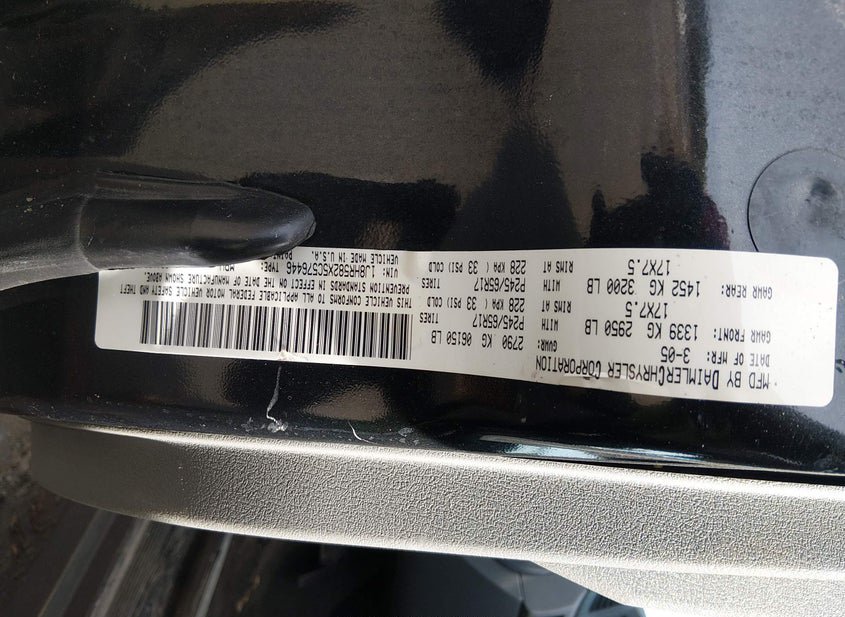 MFD BY DAIMLERCHRYSLER CORPORATION
DATE OF MFR: 3-05 GVWR: 2790 KG 06150 LB
GAWR FRONT: 1339 KG 2950 LB WITH TIRES P245/65R17
17X7.5 RIMS AT 228 KPA ( 33 PSI) COLD
GAWR REAR: 1452 KG 3200 LB WITH TIRES P245/65R17
17X7.5 RIMS AT 228 KPA ( 33 PSI) COLD
THIS VEHICLE CONFORMS TO ALL APPLICABLE FEDERAL MOTOR VEHICLE SAFETY AND THEFT
PREVENTION STANDARDS IN EFFECT ON THE DATE OF MANUFACTURE SHOWN ABOVE.
VIN: 1J8HR582X5C576446 TYPE:
VEHICLE MADE IN U.S.A.